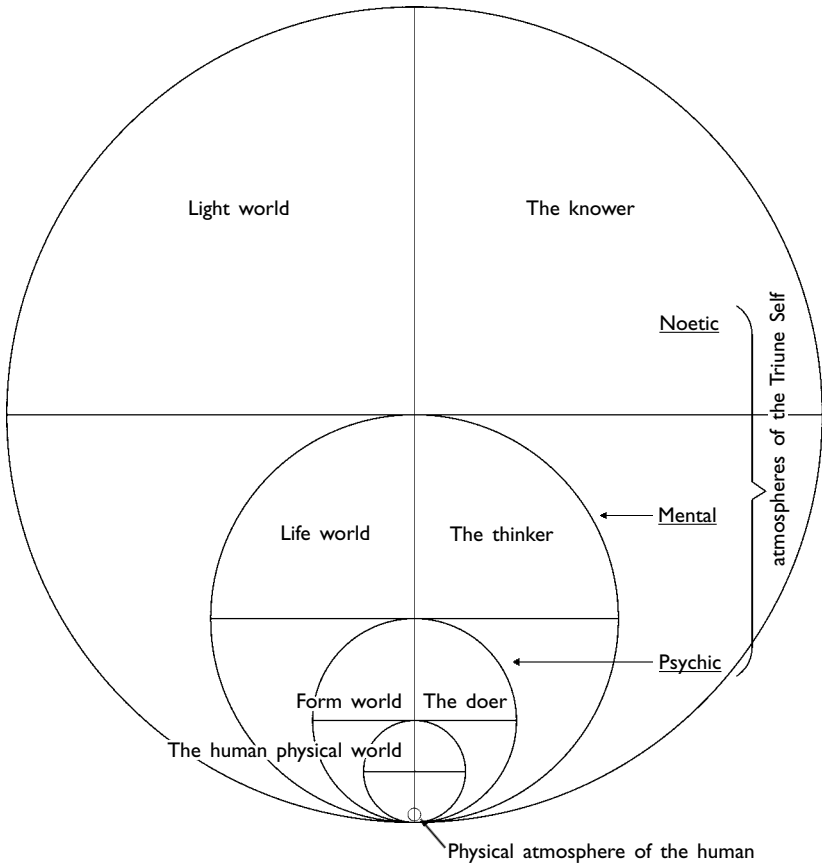 Light world
The knower
Noetic
atmospheres of the Triune Self
Mental
Life world
The thinker
Psychic
Form world
The doer
The human physical world
Physical atmosphere of the human